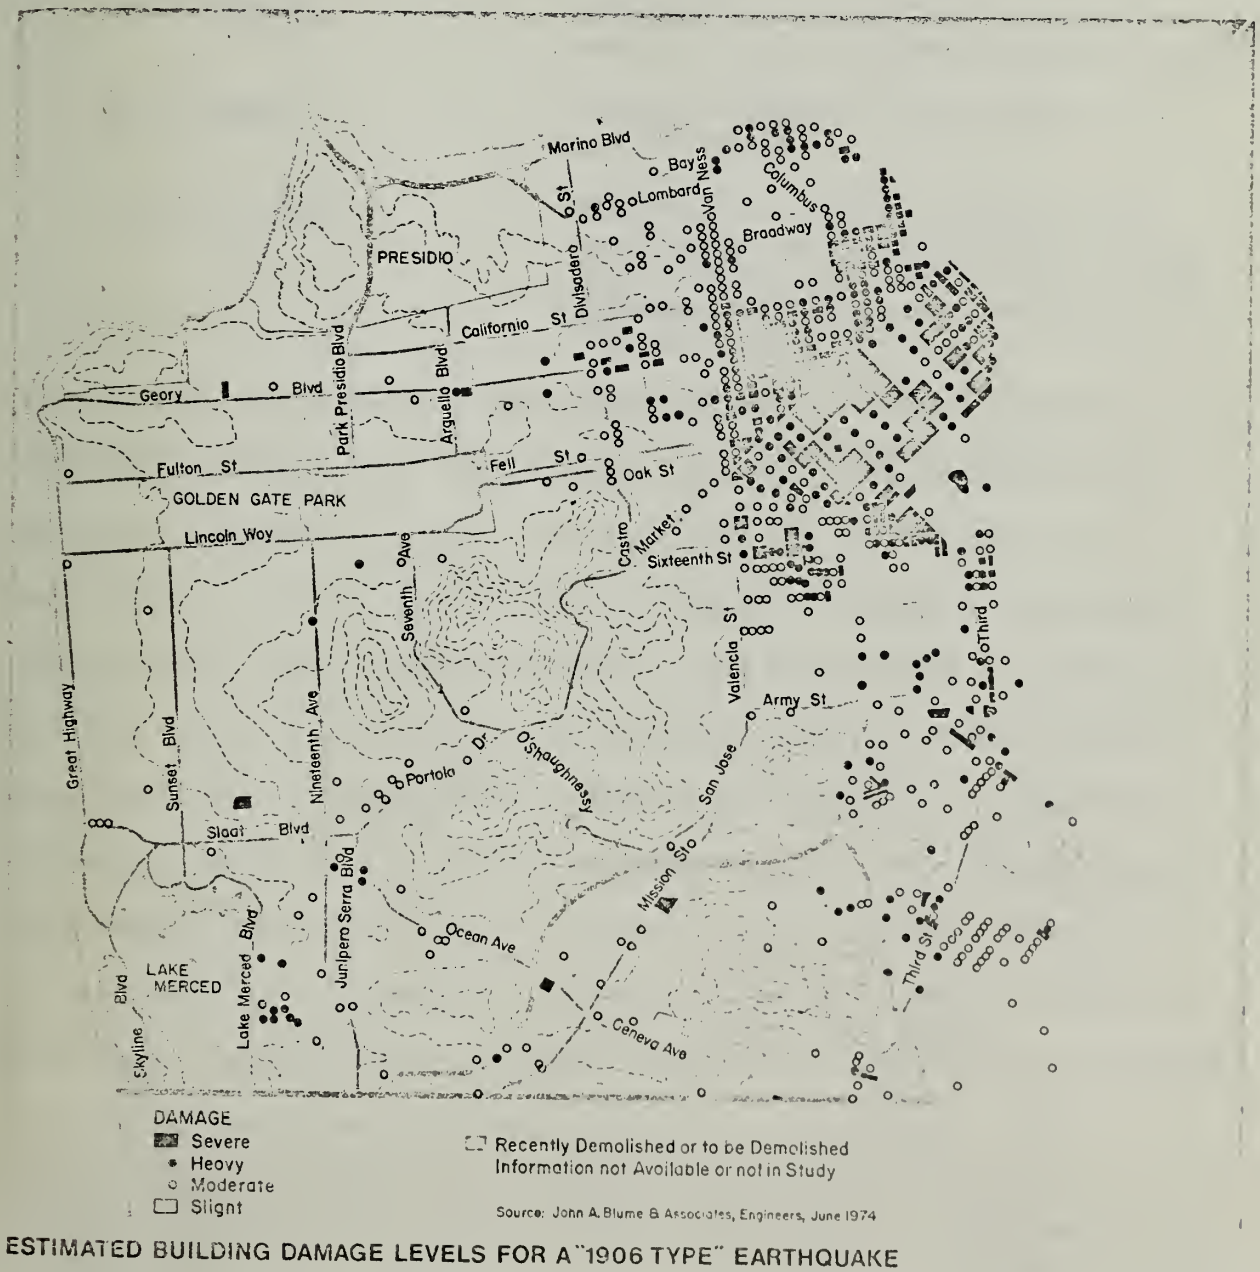 Marina Blvd
Bay
Van Ness
Columbus
St
Lombard
Broadway
PRESIDIO
Divisadero
California St
Park Presidio Blvd
Arguello Blvd
Geary Blvd
Fulton St
Fell St
Oak St
GOLDEN GATE PARK
Lincoln Way
Castro
Market
Sixteenth St
Seventh Ave
Third
Valencia St
Army St
Great Highway
Sunset Blvd
Nineteenth Ave
O'Shaughnessy
Portola Dr
San Jose
Sloat Blvd
Junipero Serra Blvd
Mission St
Ocean Ave
Third St
LAKE
MERCED
Lake Merced Blvd
Skyline Blvd
Geneva Ave
DAMAGE
Severe
Heavy
Moderate
Slight
Recently Demolished or to be Demolished
Information not Available or not in Study
Source: John A. Blume & Associates, Engineers, June 1974
ESTIMATED BUILDING DAMAGE LEVELS FOR A "1906 TYPE" EARTHQUAKE